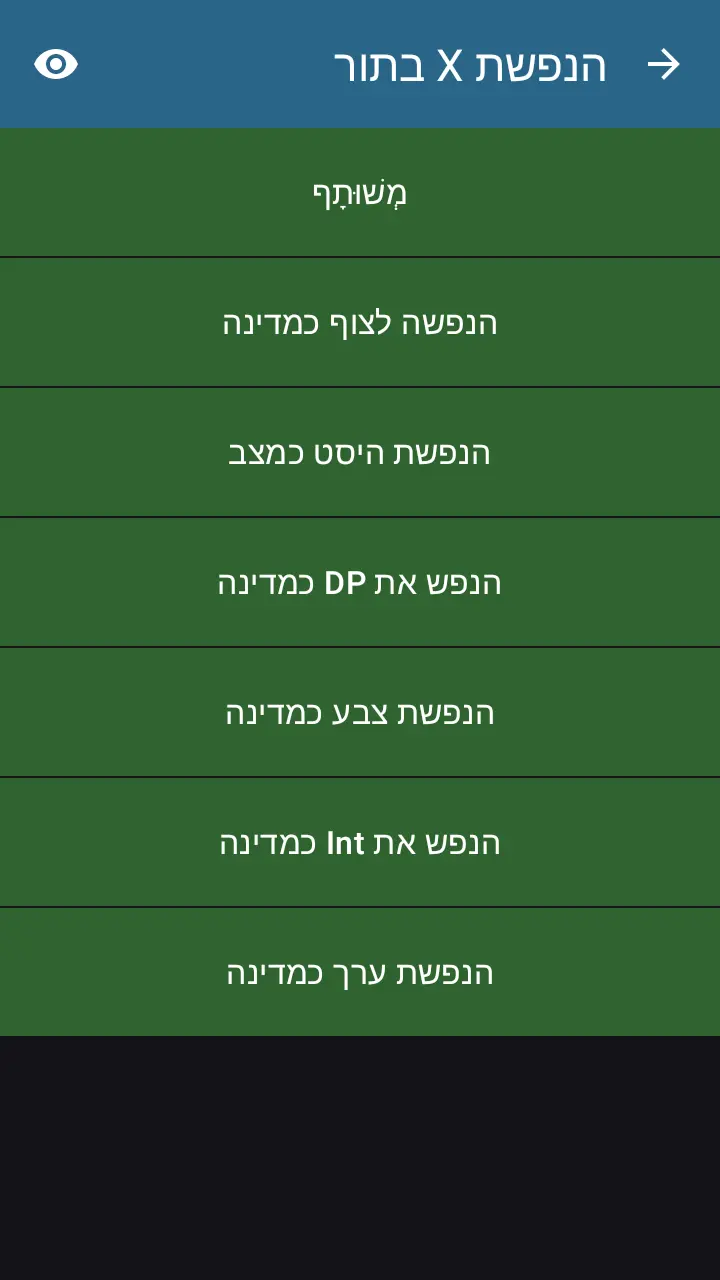 הנפשת X בתור
מְשׁוּתָף
הנפשה לצוף כמדינה
הנפשת היסט כמצב
הנפש את DP כמדינה
הנפשת צבע כמדינה
הנפש את Int כמדינה
הנפשת ערך כמדינה